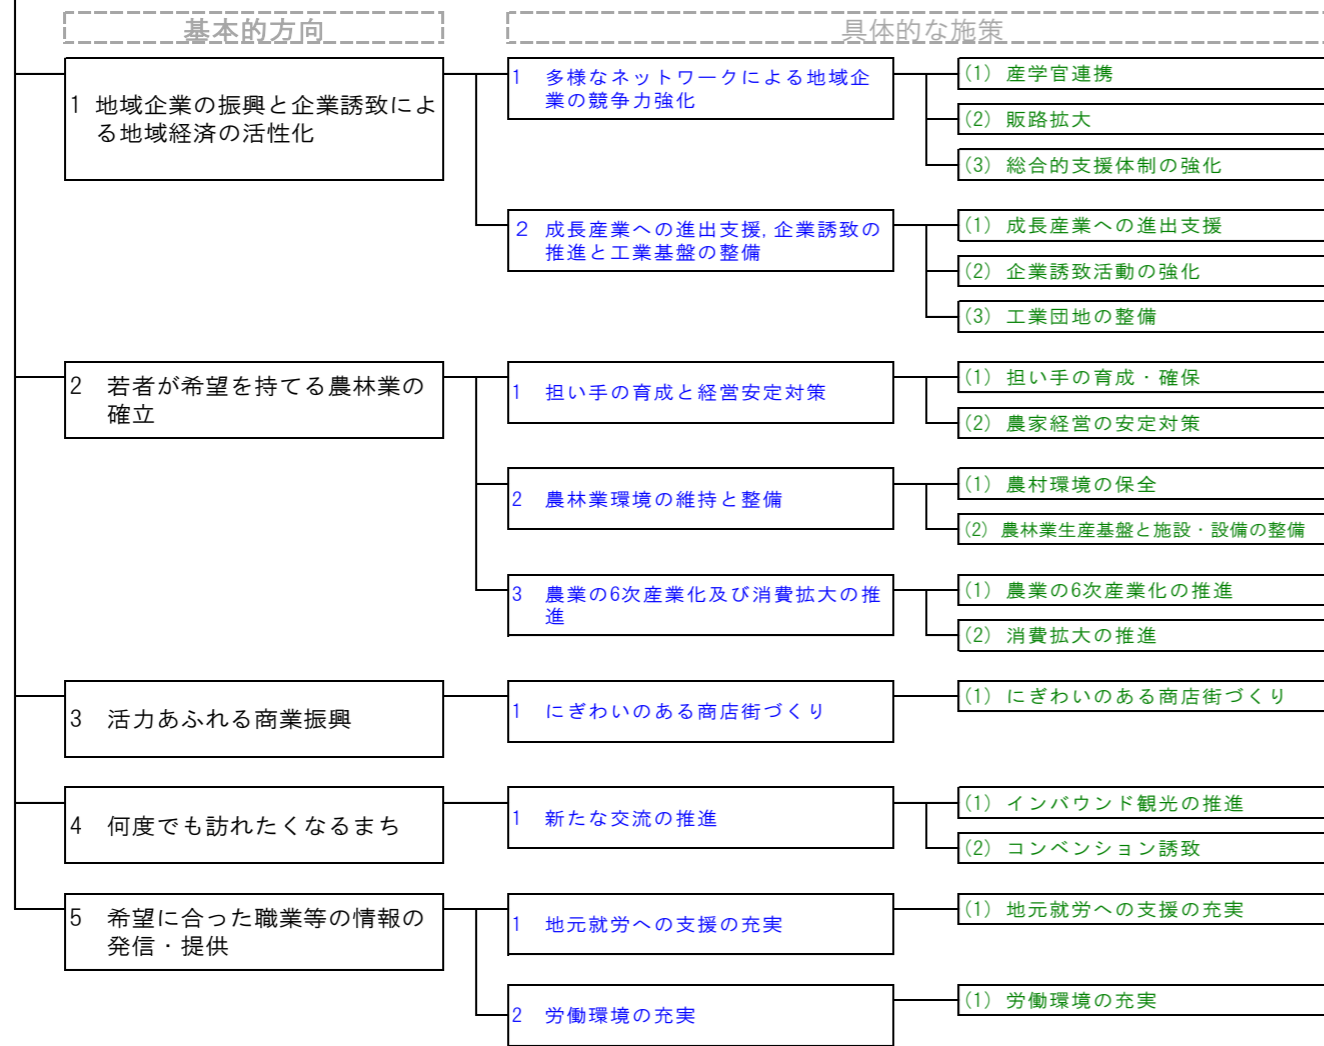 基本的方向
具体的な施策
1 地域企業の振興と企業誘致によ
る地域経済の活性化
1 多様なネットワークによる地域企
業の競争力強化
(1) 産学官連携
(2) 販路拡大
(3) 総合的支援体制の強化
2 成長産業への進出支援,企業誘致の
推進と工業基盤の整備
(1) 成長産業への進出支援
(2) 企業誘致活動の強化
(3) 工業団地の整備
2 若者が希望を持てる農林業の
確立
1 担い手の育成と経営安定対策
(1) 担い手の育成・確保
(2) 農家経営の安定対策
2 農林業環境の維持と整備
(1) 農村環境の保全
(2) 農林業生産基盤と施設・設備の整備
3 農業の6次産業化及び消費拡大の推
進
(1) 農業の6次産業化の推進
(2) 消費拡大の推進
3 活力あふれる商業振興
1 にぎわいのある商店街づくり
(1) にぎわいのある商店街づくり
4 何度でも訪れたくなるまち
1 新たな交流の推進
(1) インバウンド観光の推進
(2) コンベンション誘致
5 希望に合った職業等の情報の
発信・提供
1 地元就労への支援の充実
(1) 地元就労への支援の充実
2 労働環境の充実
(1) 労働環境の充実